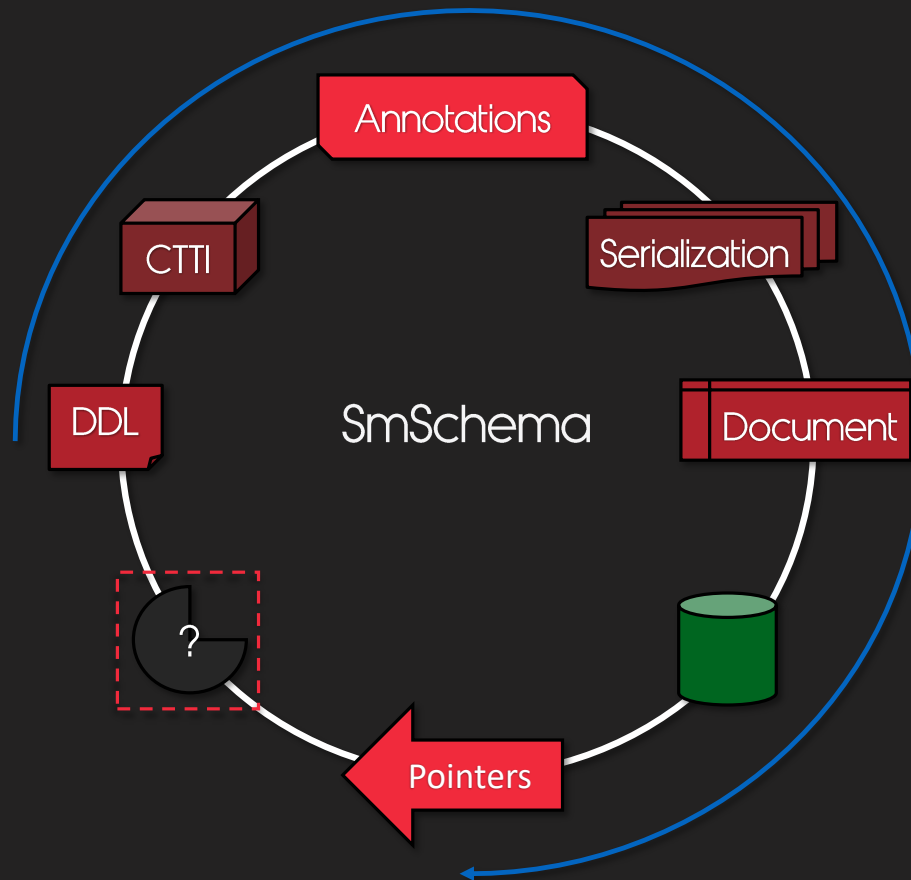 Annotations
CTTI
Serialization
DDL
SmSchema
Document
?
Pointers